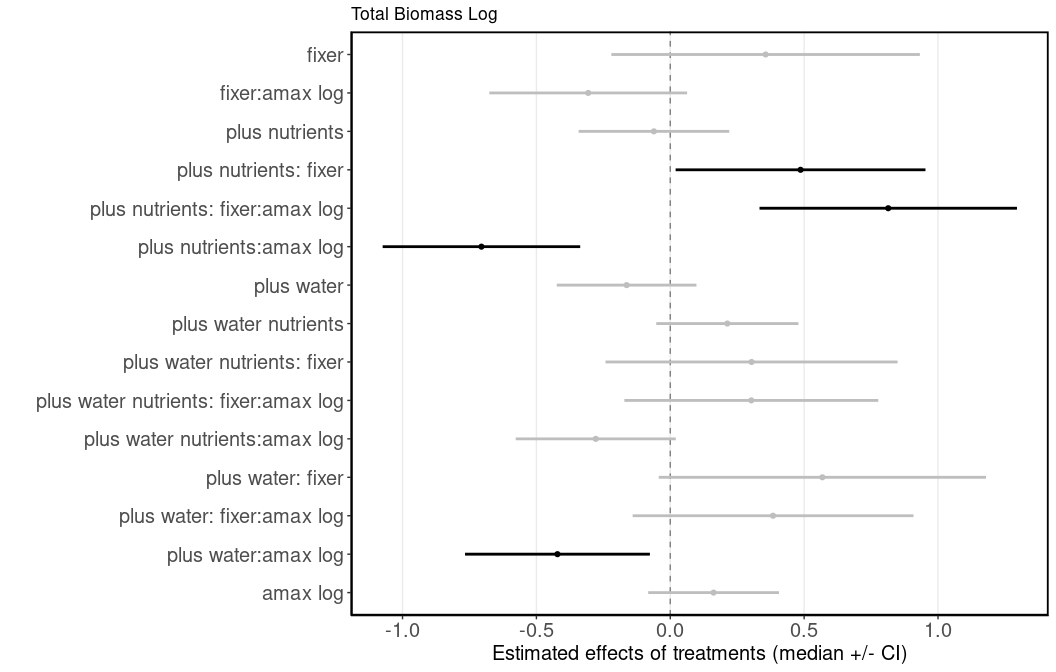 Total Biomass Log
fixer
fixer:amax log
plus nutrients
plus nutrients: fixer
plus nutrients: fixer:amax log
plus nutrients:amax log
plus water
plus water nutrients
plus water nutrients: fixer
plus water nutrients: fixer:amax log
plus water nutrients:amax log
plus water: fixer
plus water: fixer:amax log
plus water:amax log
amax log
-1.0 -0.5 0.0 0.5 1.0
Estimated effects of treatments (median +/- CI)